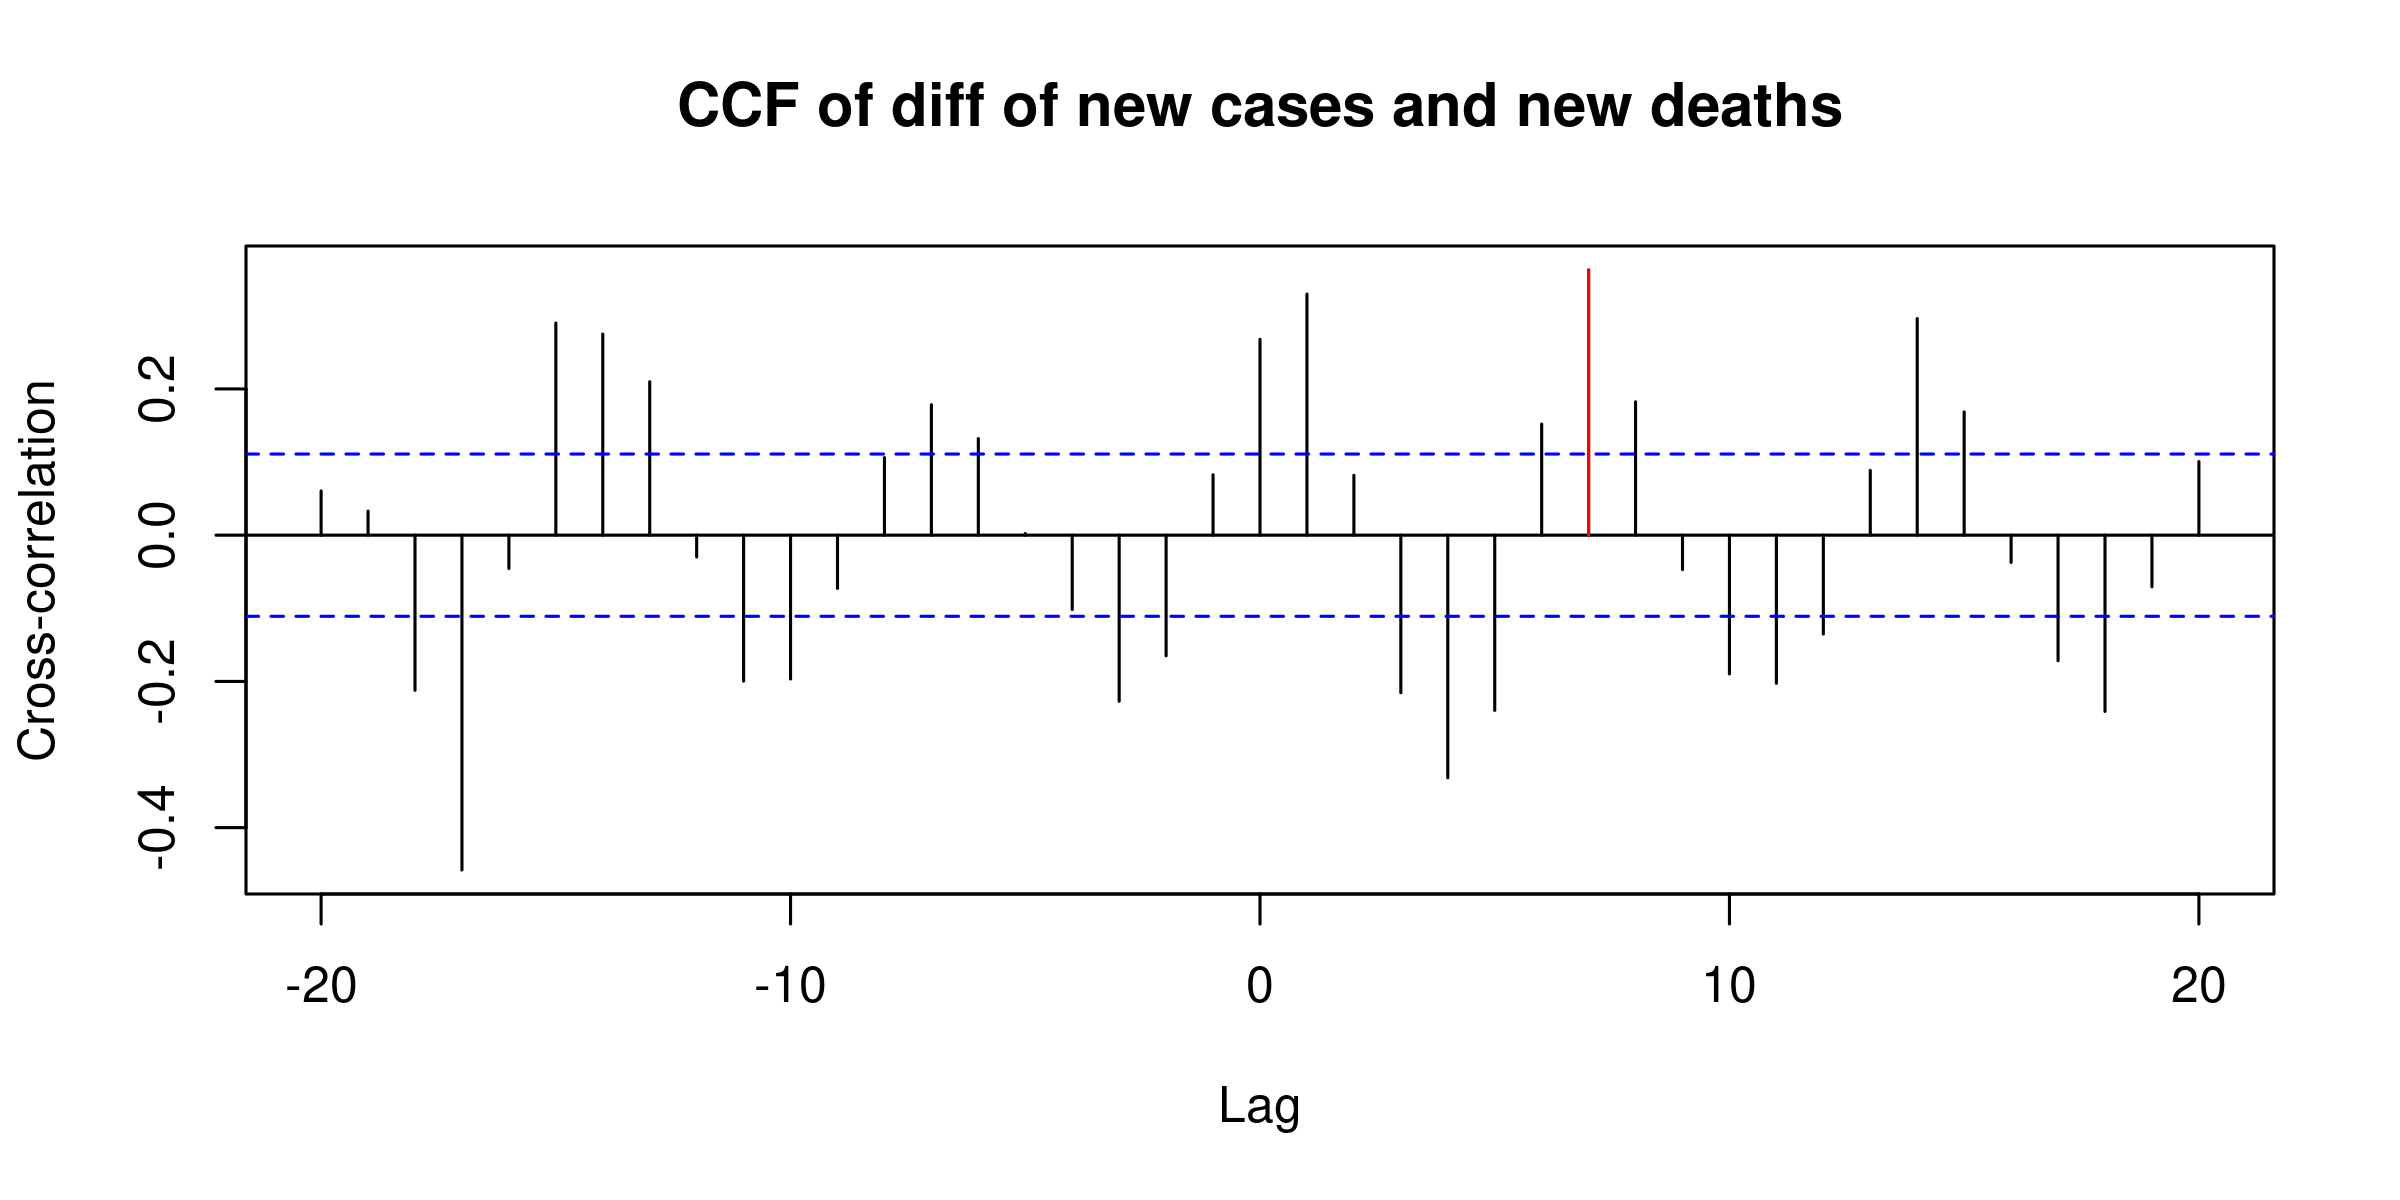 CCF of diff of new cases and new deaths
Cross-correlation
0.2
0.0
-0.2
-0.4
-20 -10 0 10 20
Lag